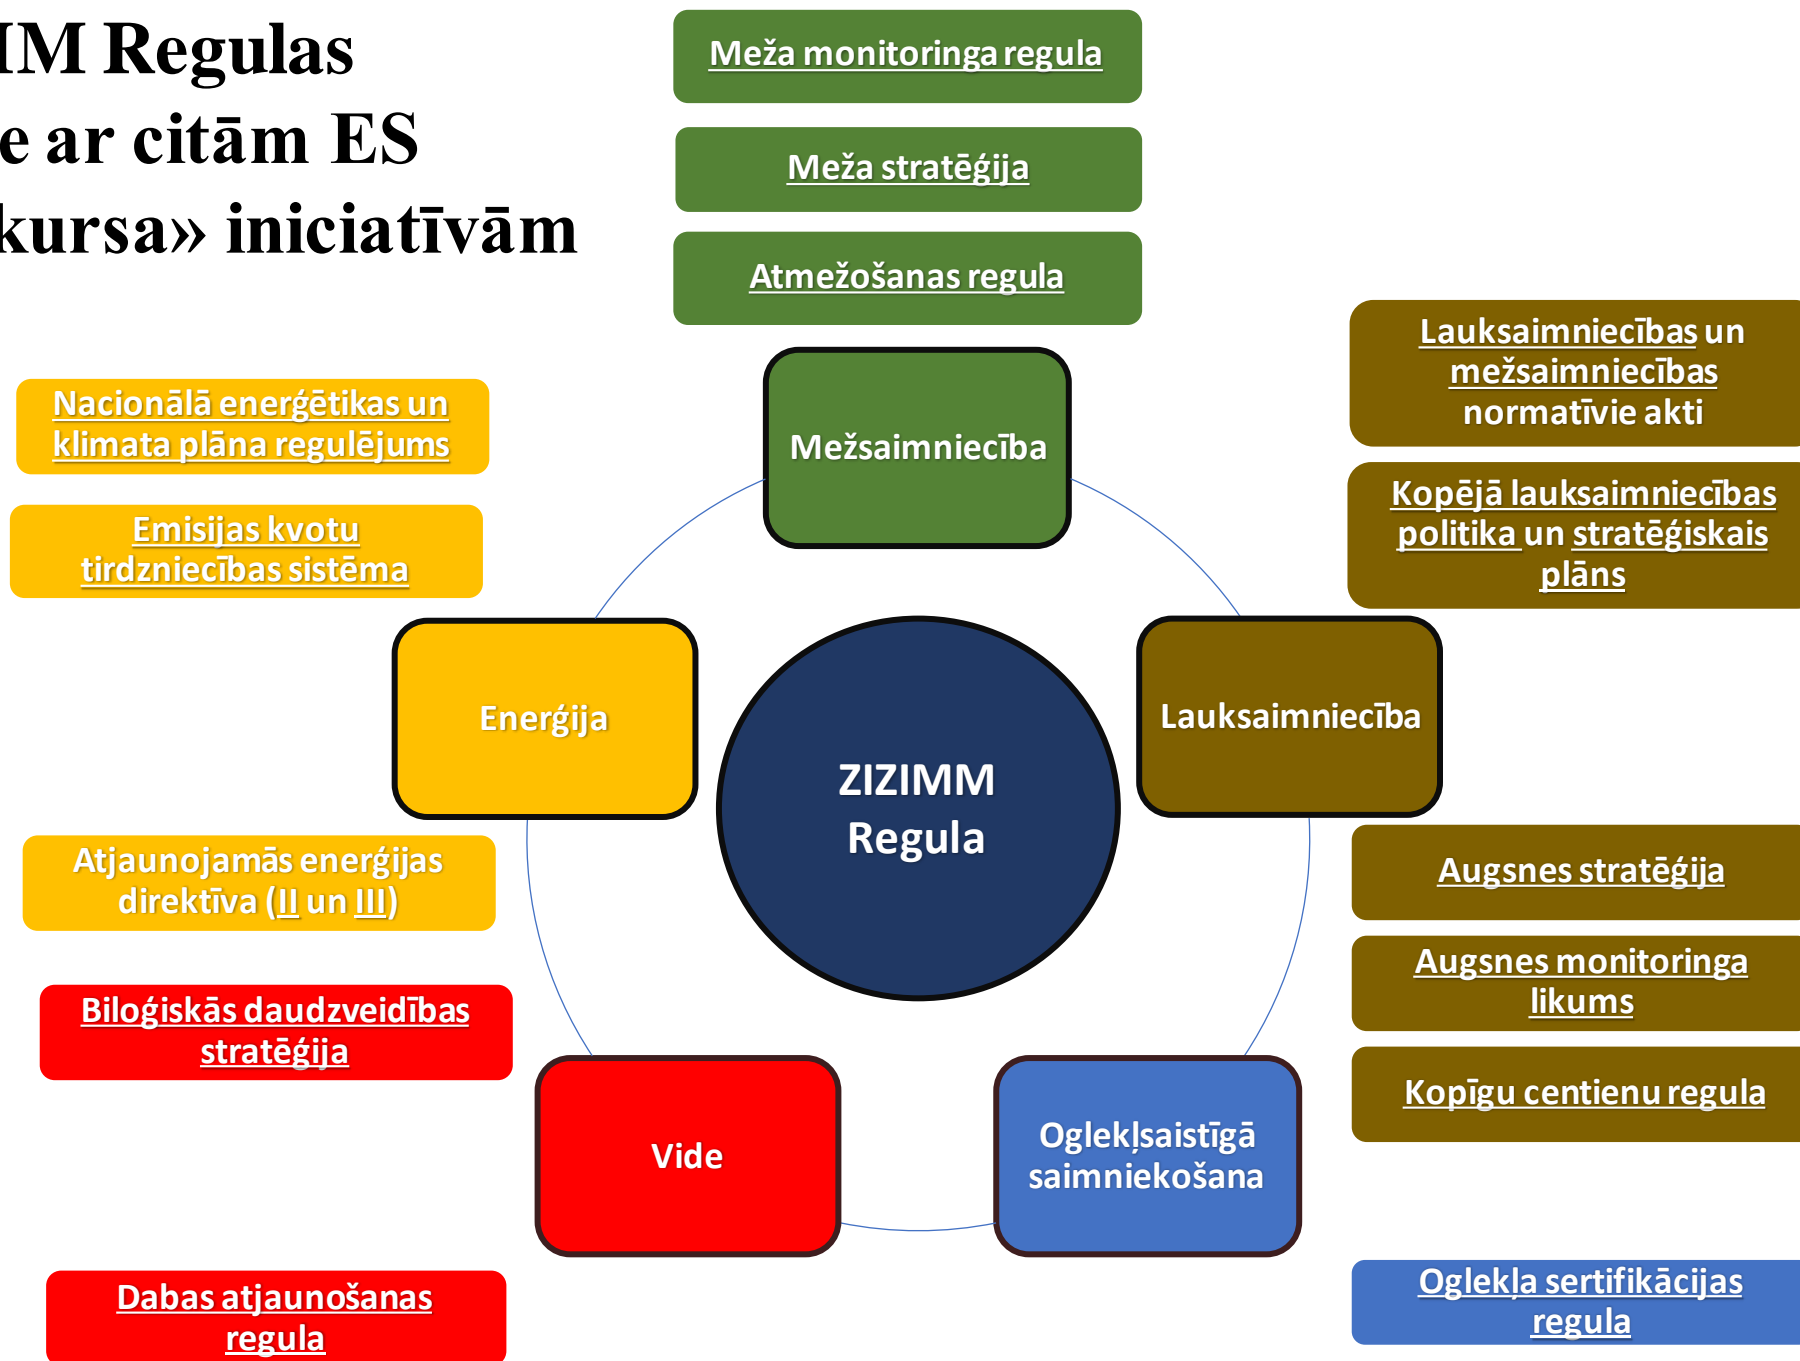 IM Regulas
e ar citām ES
kursa» iniciatīvām
Meža monitoringa regula
Meža stratēģija
Atmežošanas regula
Lauksaimniecības un
mežsaimniecības
normatīvie akti
Nacionālā enerģētikas un
klimata plāna regulējums
Mežsaimniecība
Kopējā lauksaimniecības
politika un stratēģiskais
plāns
Emisijas kvotu
tirdzniecības sistēma
Enerģija
Lauksaimniecība
ZIZIMM
Regula
Atjaunojamās enerģijas
direktīva (II un III)
Augsnes stratēģija
Augsnes monitoringa
likums
Biloģiskās daudzveidības
stratēģija
Kopīgu centienu regula
Vide
Oglekļsaistīgā
saimniekošana
Dabas atjaunošanas
regula
Oglekļa sertifikācijas
regula